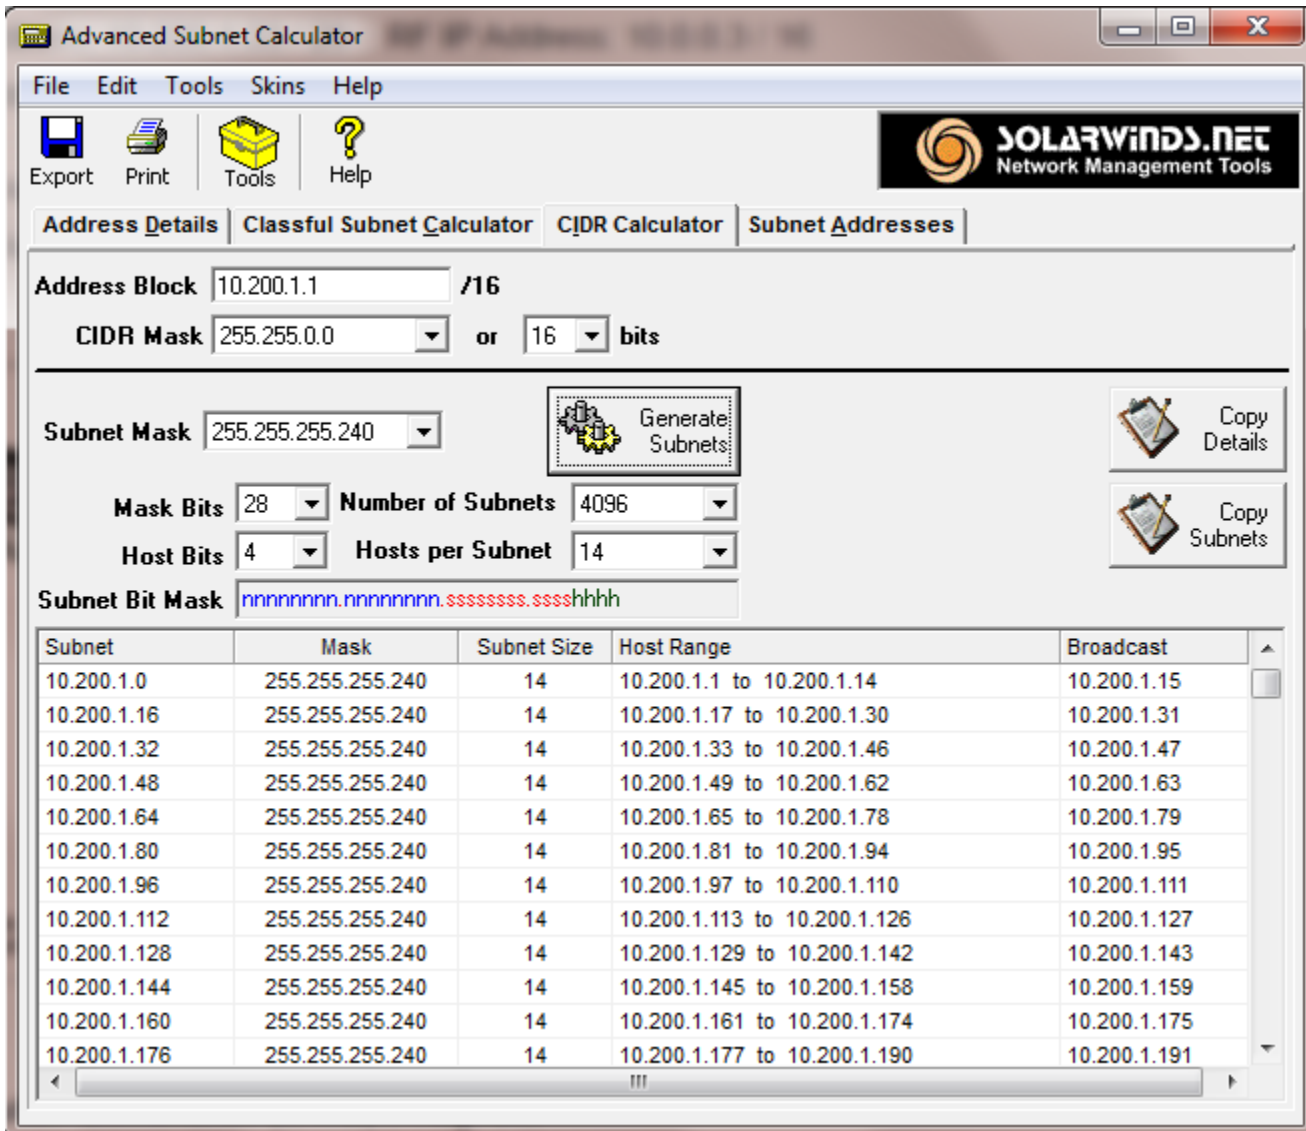 Advanced Subnet Calculator
File Edit Tools Skins Help
Export Print Tools Help
SOLARWINDS.NET
Network Management Tools
Address Details Classful Subnet Calculator CIDR Calculator Subnet Addresses
Address Block 10.200.1.1 /16
CIDR Mask 255.255.0.0 or 16 bits
Subnet Mask 255.255.255.240 Generate Subnets Copy Details
Mask Bits 28 Number of Subnets 4096 Copy Subnets
Host Bits 4 Hosts per Subnet 14
Subnet Bit Mask nnnnnnnn.nnnnnnnn.ssssssss.sssshhhh
Subnet Mask Subnet Size Host Range Broadcast
10.200.1.0 255.255.255.240 14 10.200.1.1 to 10.200.1.14 10.200.1.15
10.200.1.16 255.255.255.240 14 10.200.1.17 to 10.200.1.30 10.200.1.31
10.200.1.32 255.255.255.240 14 10.200.1.33 to 10.200.1.46 10.200.1.47
10.200.1.48 255.255.255.240 14 10.200.1.49 to 10.200.1.62 10.200.1.63
10.200.1.64 255.255.255.240 14 10.200.1.65 to 10.200.1.78 10.200.1.79
10.200.1.80 255.255.255.240 14 10.200.1.81 to 10.200.1.94 10.200.1.95
10.200.1.96 255.255.255.240 14 10.200.1.97 to 10.200.1.110 10.200.1.111
10.200.1.112 255.255.255.240 14 10.200.1.113 to 10.200.1.126 10.200.1.127
10.200.1.128 255.255.255.240 14 10.200.1.129 to 10.200.1.142 10.200.1.143
10.200.1.144 255.255.255.240 14 10.200.1.145 to 10.200.1.158 10.200.1.159
10.200.1.160 255.255.255.240 14 10.200.1.161 to 10.200.1.174 10.200.1.175
10.200.1.176 255.255.255.240 14 10.200.1.177 to 10.200.1.190 10.200.1.191